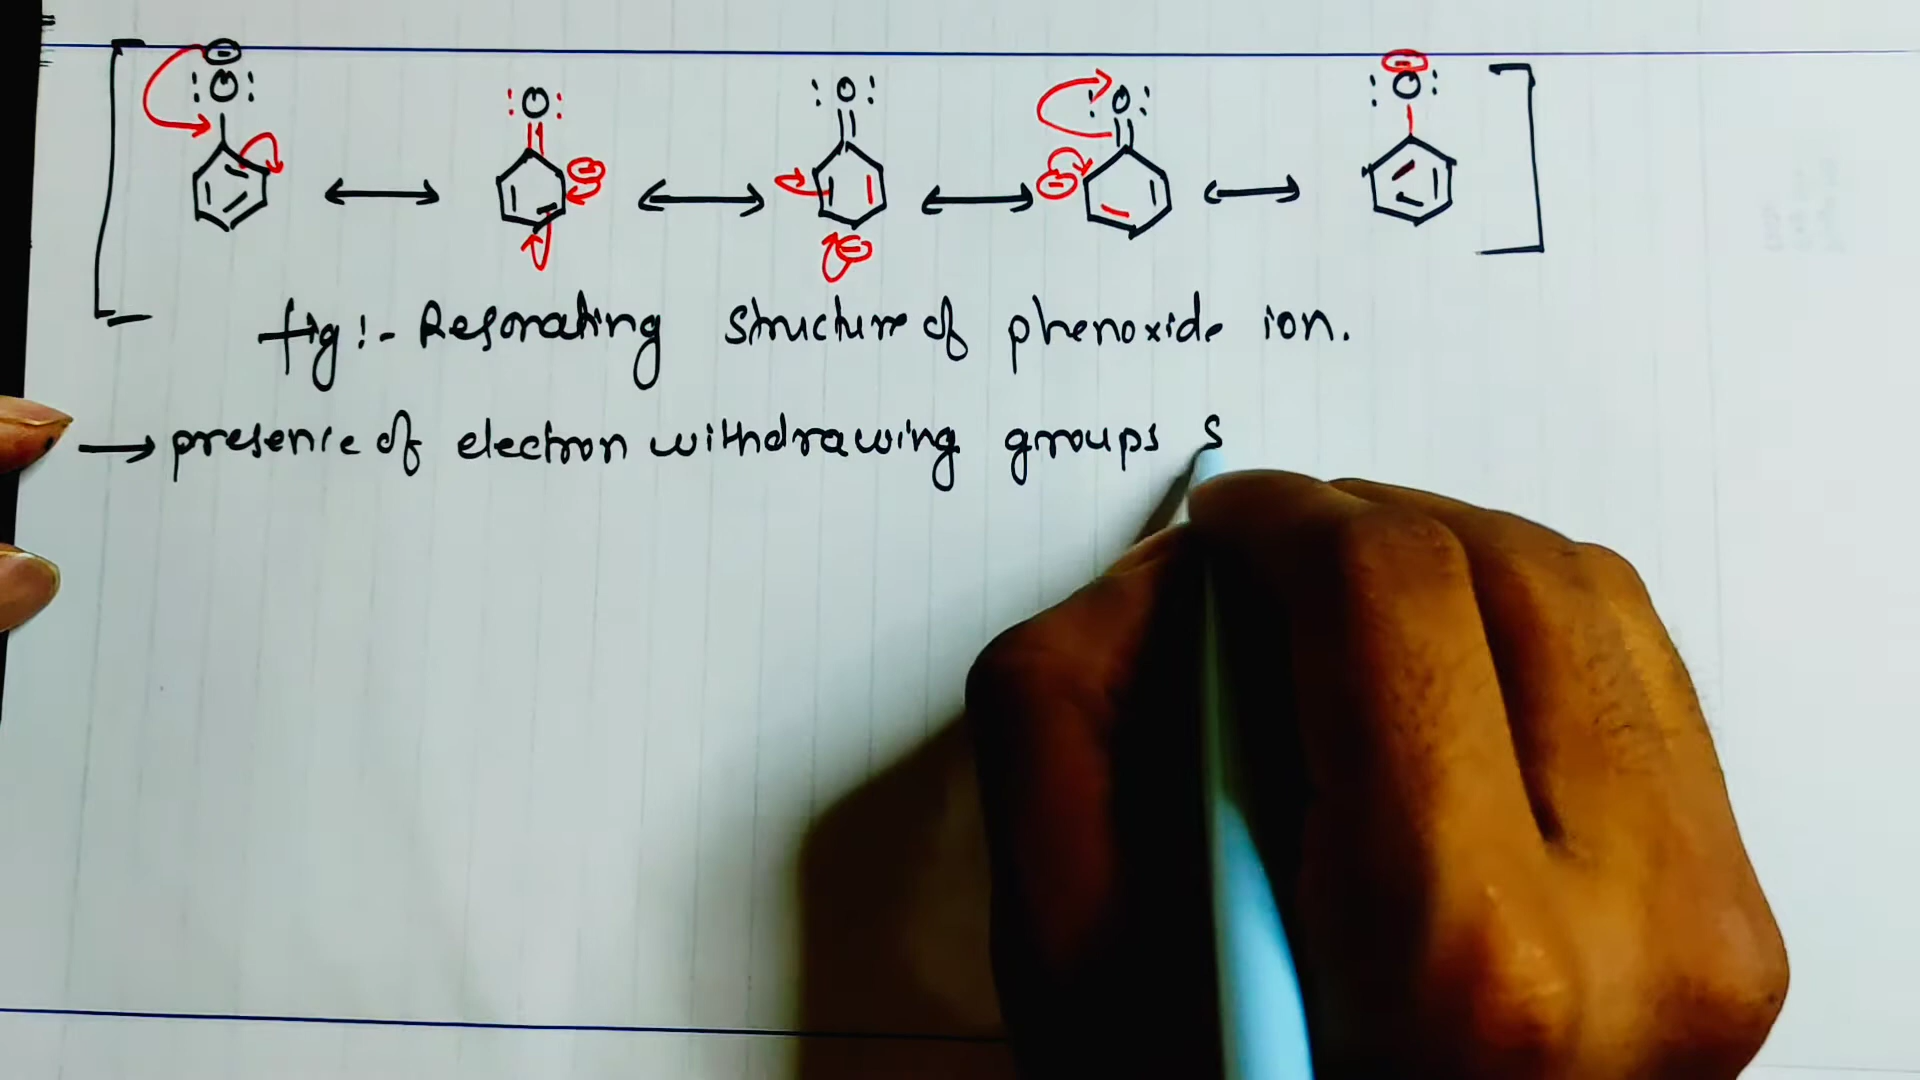 :O: :O: :O: :O: :O:
fig:- Resonating structure of phenoxide ion.
→ presence of electron withdrawing groups s